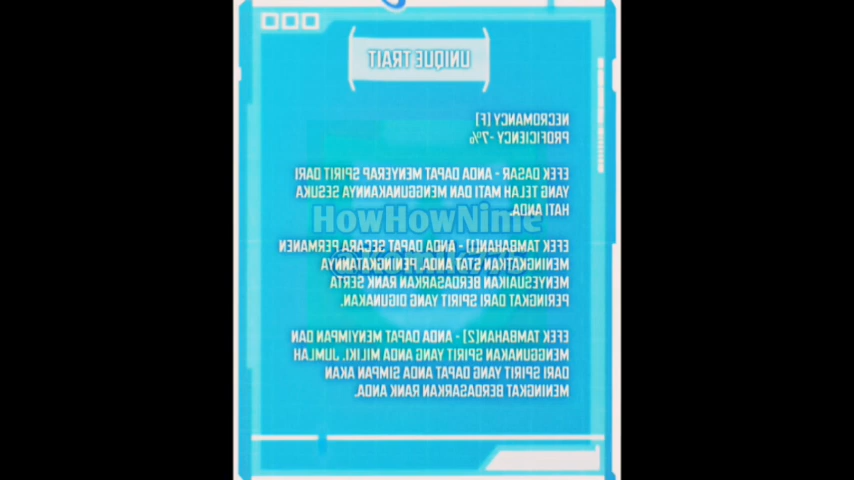 UNIQUE TRAIT
NECROMANCY [F]
PROFICIENCY -7%
EFEK DASAR - ANDA DAPAT MENYERAP SPIRIT DARI
YANG TELAH MATI DAN MENGGUNAKANNYA SESUKA
HATI ANDA.
HowHowNime
EFEK TAMBAHAN[1] - ANDA DAPAT SECARA PERMANEN
MENINGKATKAN STAT ANDA. PENINGKATANNYA
MENYESUAIKAN BERDASARKAN RANK SERTA
PERINGKAT DARI SPIRIT YANG DIGUNAKAN.
EFEK TAMBAHAN[2] - ANDA DAPAT MENYIMPAN DAN
MENGGUNAKAN SPIRIT YANG ANDA MILIKI. JUMLAH
DARI SPIRIT YANG DAPAT ANDA SIMPAN AKAN
MENINGKAT BERDASARKAN RANK ANDA.